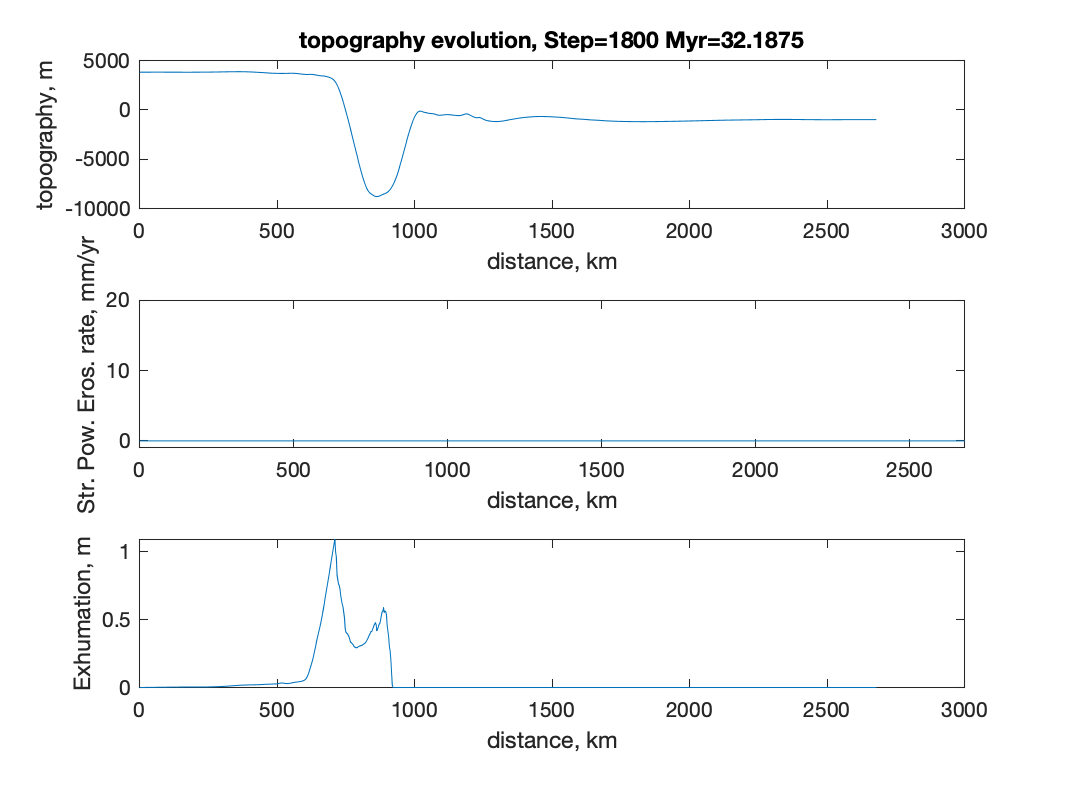 topography evolution, Step=1800 Myr=32.1875
topography, m
5000
0
-5000
-10000
0 500 1000 1500 2000 2500 3000
distance, km
Str. Pow. Eros. rate, mm/yr
20
10
0
0 500 1000 1500 2000 2500
distance, km
Exhumation, m
1
0.5
0
0 500 1000 1500 2000 2500 3000
distance, km